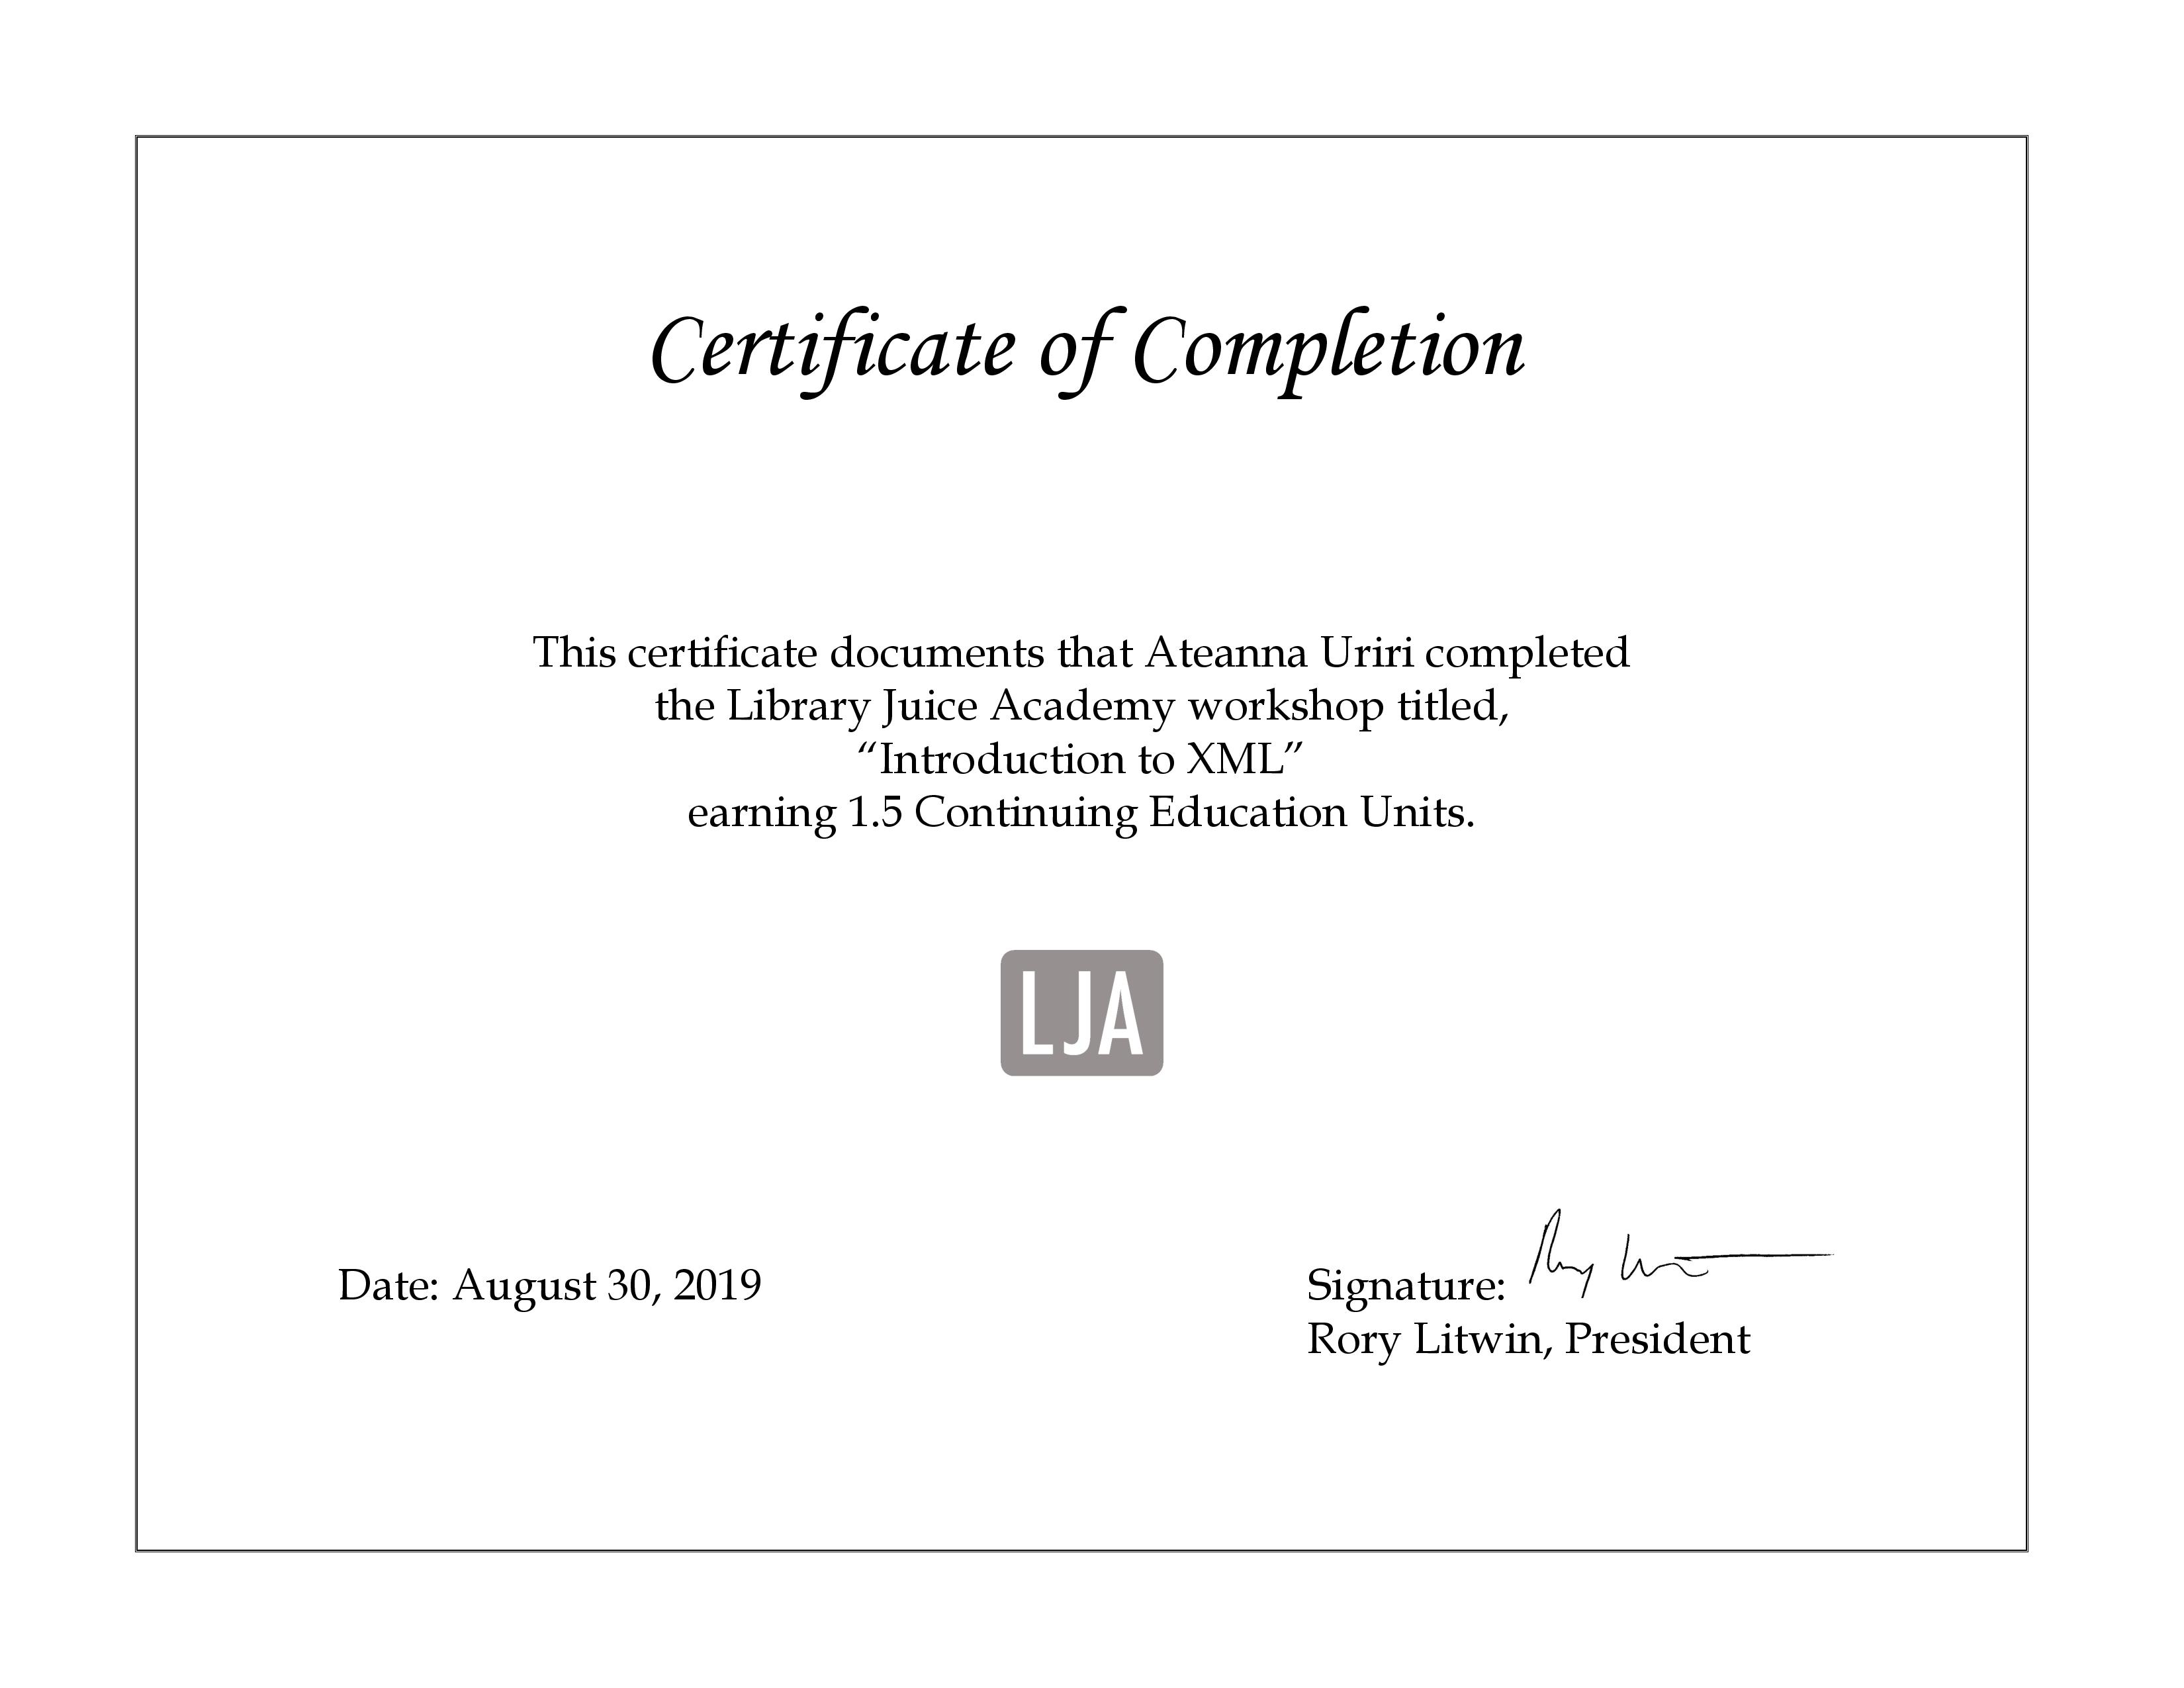 Certificate of Completion
This certificate documents that Ateanna Uriri completed
the Library Juice Academy workshop titled,
“Introduction to XML”
earning 1.5 Continuing Education Units.
LJA
Date: August 30, 2019
Signature:
Rory Litwin, President